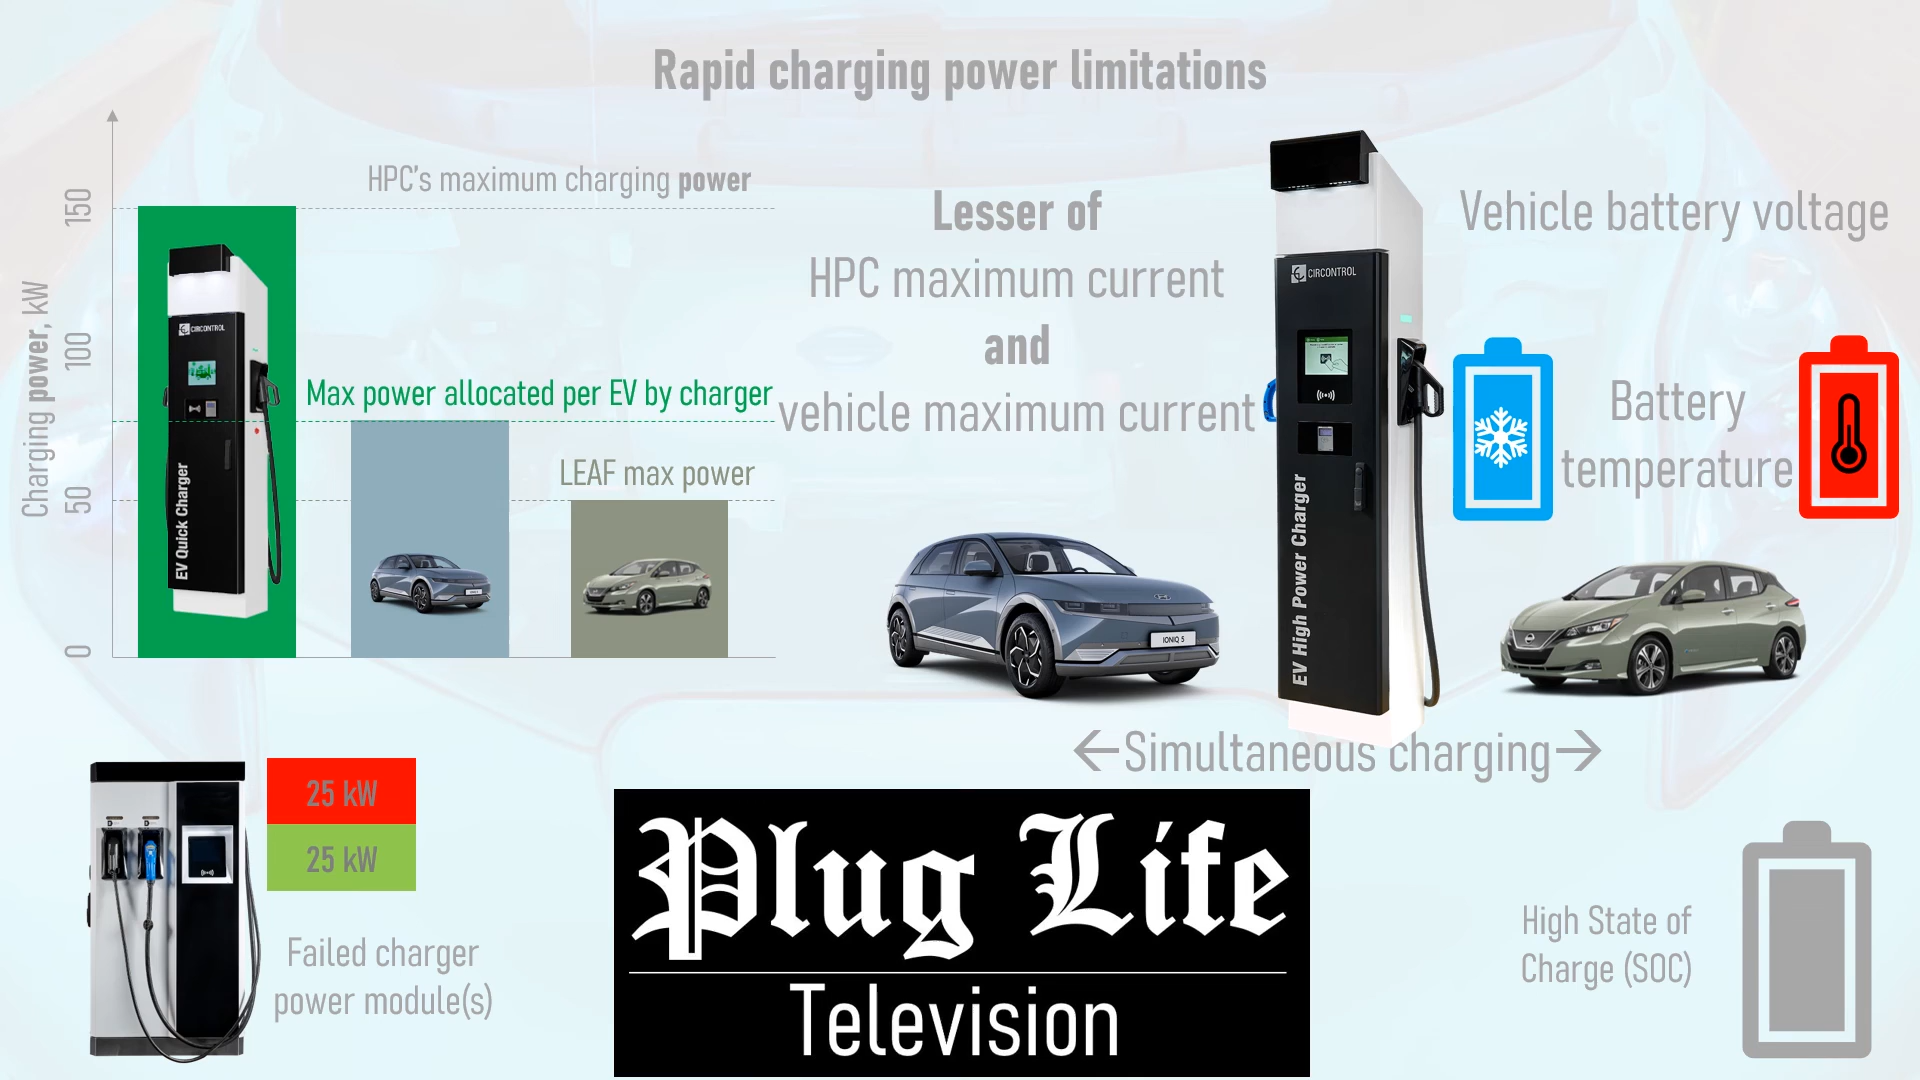 Rapid charging power limitations
Charging power, kW
150
100
50
0
HPC's maximum charging power
Max power allocated per EV by charger
LEAF max power
CIRCONTROL
EV Quick Charger
Lesser of
HPC maximum current
and
vehicle maximum current
CIRCONTROL
EV High Power Charger
Vehicle battery voltage
Battery
temperature
IONIQ 5
←Simultaneous charging→
25 kW
25 kW
Failed charger
power module(s)
Plug Life
Television
High State of
Charge (SOC)